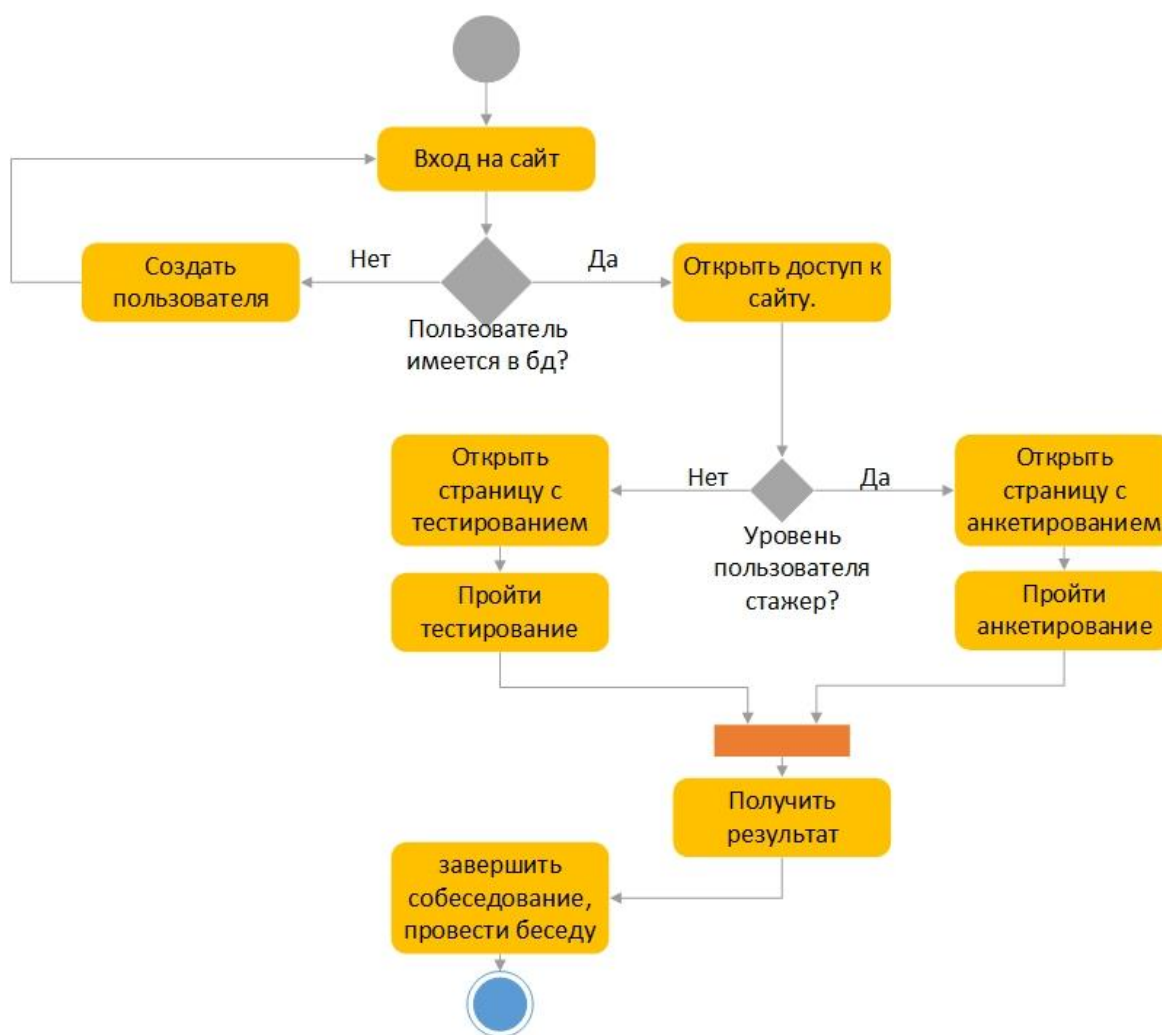 Вход на сайт
Создать
пользователя
Нет
Да
Открыть доступ к
сайту.
Пользователь
имеется в бд?
Открыть
страницу с
тестированием
Нет
Да
Открыть
страницу с
анкетированием
Уровень
пользователя
стажер?
Пройти
тестирование
Пройти
анкетирование
Получить
результат
завершить
собеседование,
провести беседу